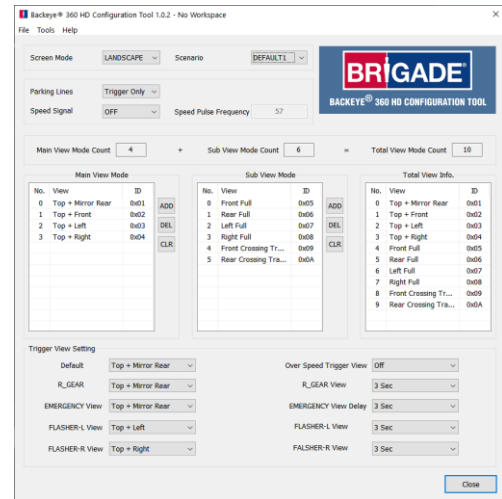 Backeye® 360 HD Configuration Tool 1.0.2 - No Workspace
File Tools Help
Screen Mode LANDSCAPE Scenario DEFAULT1
BRIGADE
BACKEYE® 360 HD CONFIGURATION TOOL
Parking Lines Trigger Only
Speed Signal OFF Speed Pulse Frequency 57
Main View Mode Count 4 + Sub View Mode Count 6 = Total View Mode Count 10
Main View Mode Sub View Mode Total View Info.
No. View ID No. View ID No. View ID
0 Top + Mirror Rear 0x01 ADD 0 Front Full 0x05 ADD 0 Top + Mirror Rear 0x01
1 Top + Front 0x02 1 Rear Full 0x06 1 Top + Front 0x02
2 Top + Left 0x03 DEL 2 Left Full 0x07 DEL 2 Top + Left 0x03
3 Top + Right 0x04 CLR 3 Right Full 0x08 CLR 3 Top + Right 0x04
4 Front Crossing Tr... 0x09 4 Front Full 0x05
5 Rear Crossing Tra... 0x0A 5 Rear Full 0x06
6 Left Full 0x07
7 Right Full 0x08
8 Front Crossing Tr... 0x09
9 Rear Crossing Tra... 0x0A
Trigger View Setting
Default Top + Mirror Rear Over Speed Trigger View Off
R_GEAR Top + Mirror Rear R_GEAR View 3 Sec
EMERGENCY View Top + Mirror Rear EMERGENCY View Delay 3 Sec
FLASHER-L View Top + Left FLASHER-L View 3 Sec
FLASHER-R View Top + Right FALSHER-R View 3 Sec
Close